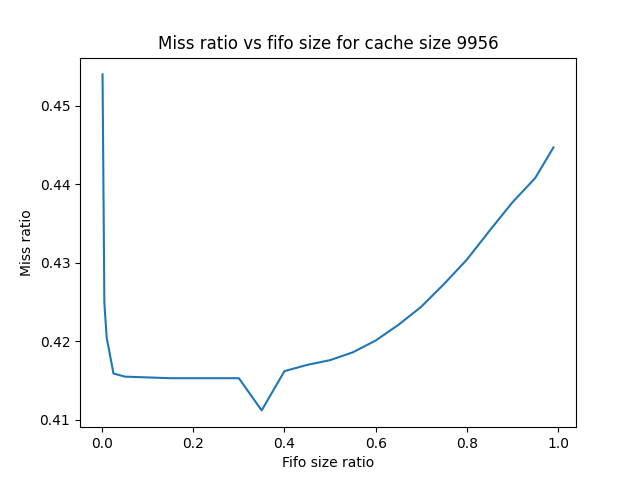 Miss ratio vs fifo size for cache size 9956
0.45
0.44
0.43
0.42
0.41
Miss ratio
0.0 0.2 0.4 0.6 0.8 1.0
Fifo size ratio